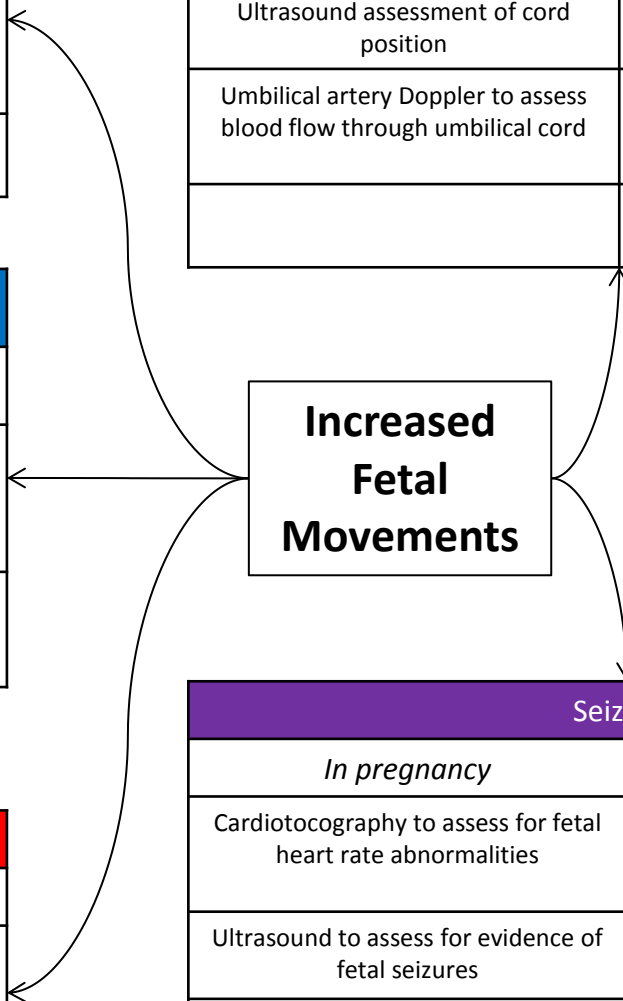 Ultrasound assessment of cord
position
Umbilical artery Doppler to assess
blood flow through umbilical cord
Increased
Fetal
Movements
Seiz
In pregnancy
Cardiotocography to assess for fetal
heart rate abnormalities
Ultrasound to assess for evidence of
fetal seizures